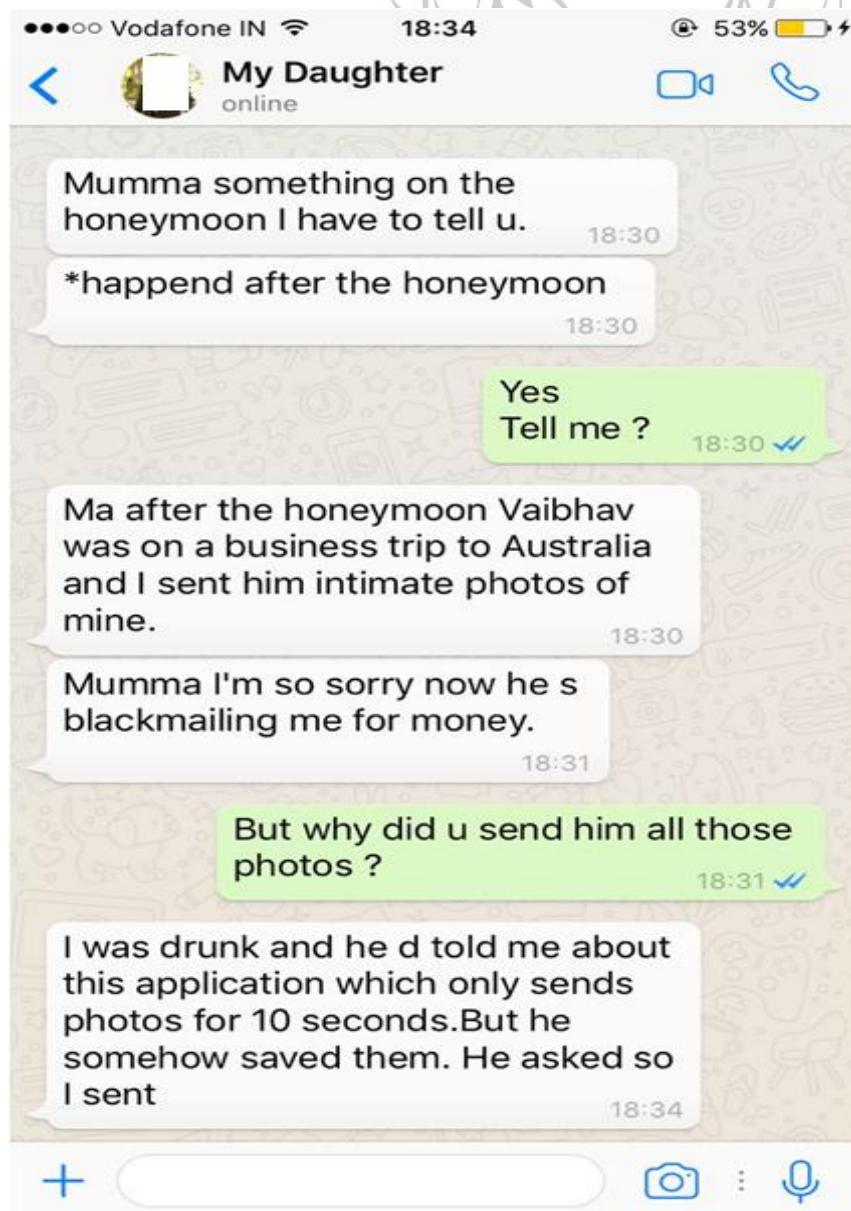 ●●●○○ Vodafone IN 18:34 53%
My Daughter
online
Mumma something on the
honeymoon I have to tell u.
18:30
*happend after the honeymoon
18:30
Yes
Tell me ?
18:30
Ma after the honeymoon Vaibhav
was on a business trip to Australia
and I sent him intimate photos of
mine.
18:30
Mumma I'm so sorry now he s
blackmailing me for money.
18:31
But why did u send him all those
photos ?
18:31
I was drunk and he d told me about
this application which only sends
photos for 10 seconds.But he
somehow saved them. He asked so
I sent
18:34